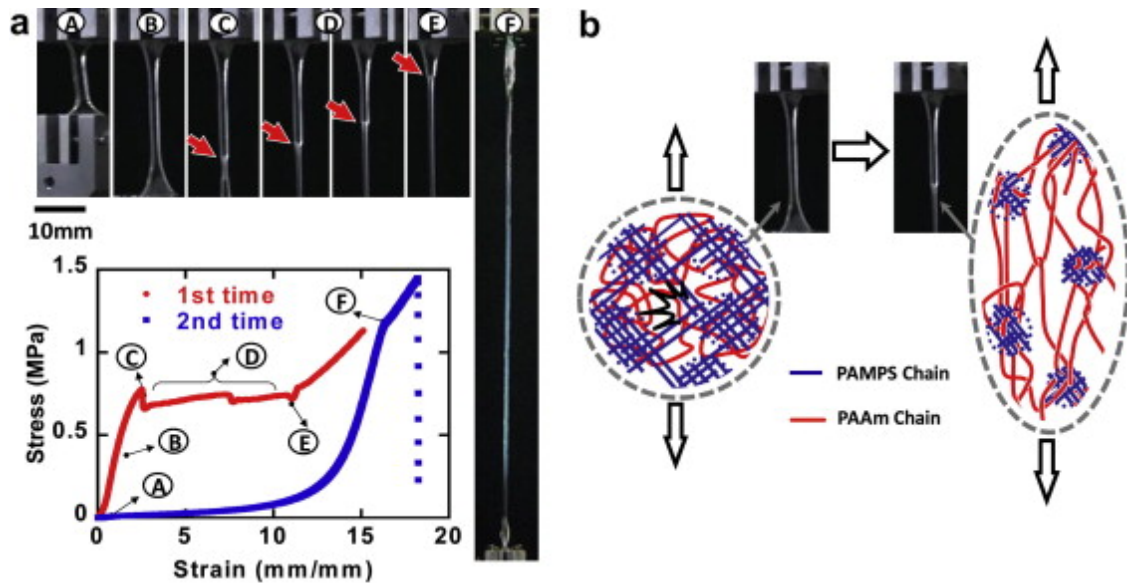 a
A B C D E F
10mm
1.5
1
0.5
0
Stress (MPa)
1st time
2nd time
A
B
C
D
E
F
0 5 10 15 20
Strain (mm/mm)
b
PAMPS Chain
PAAm Chain